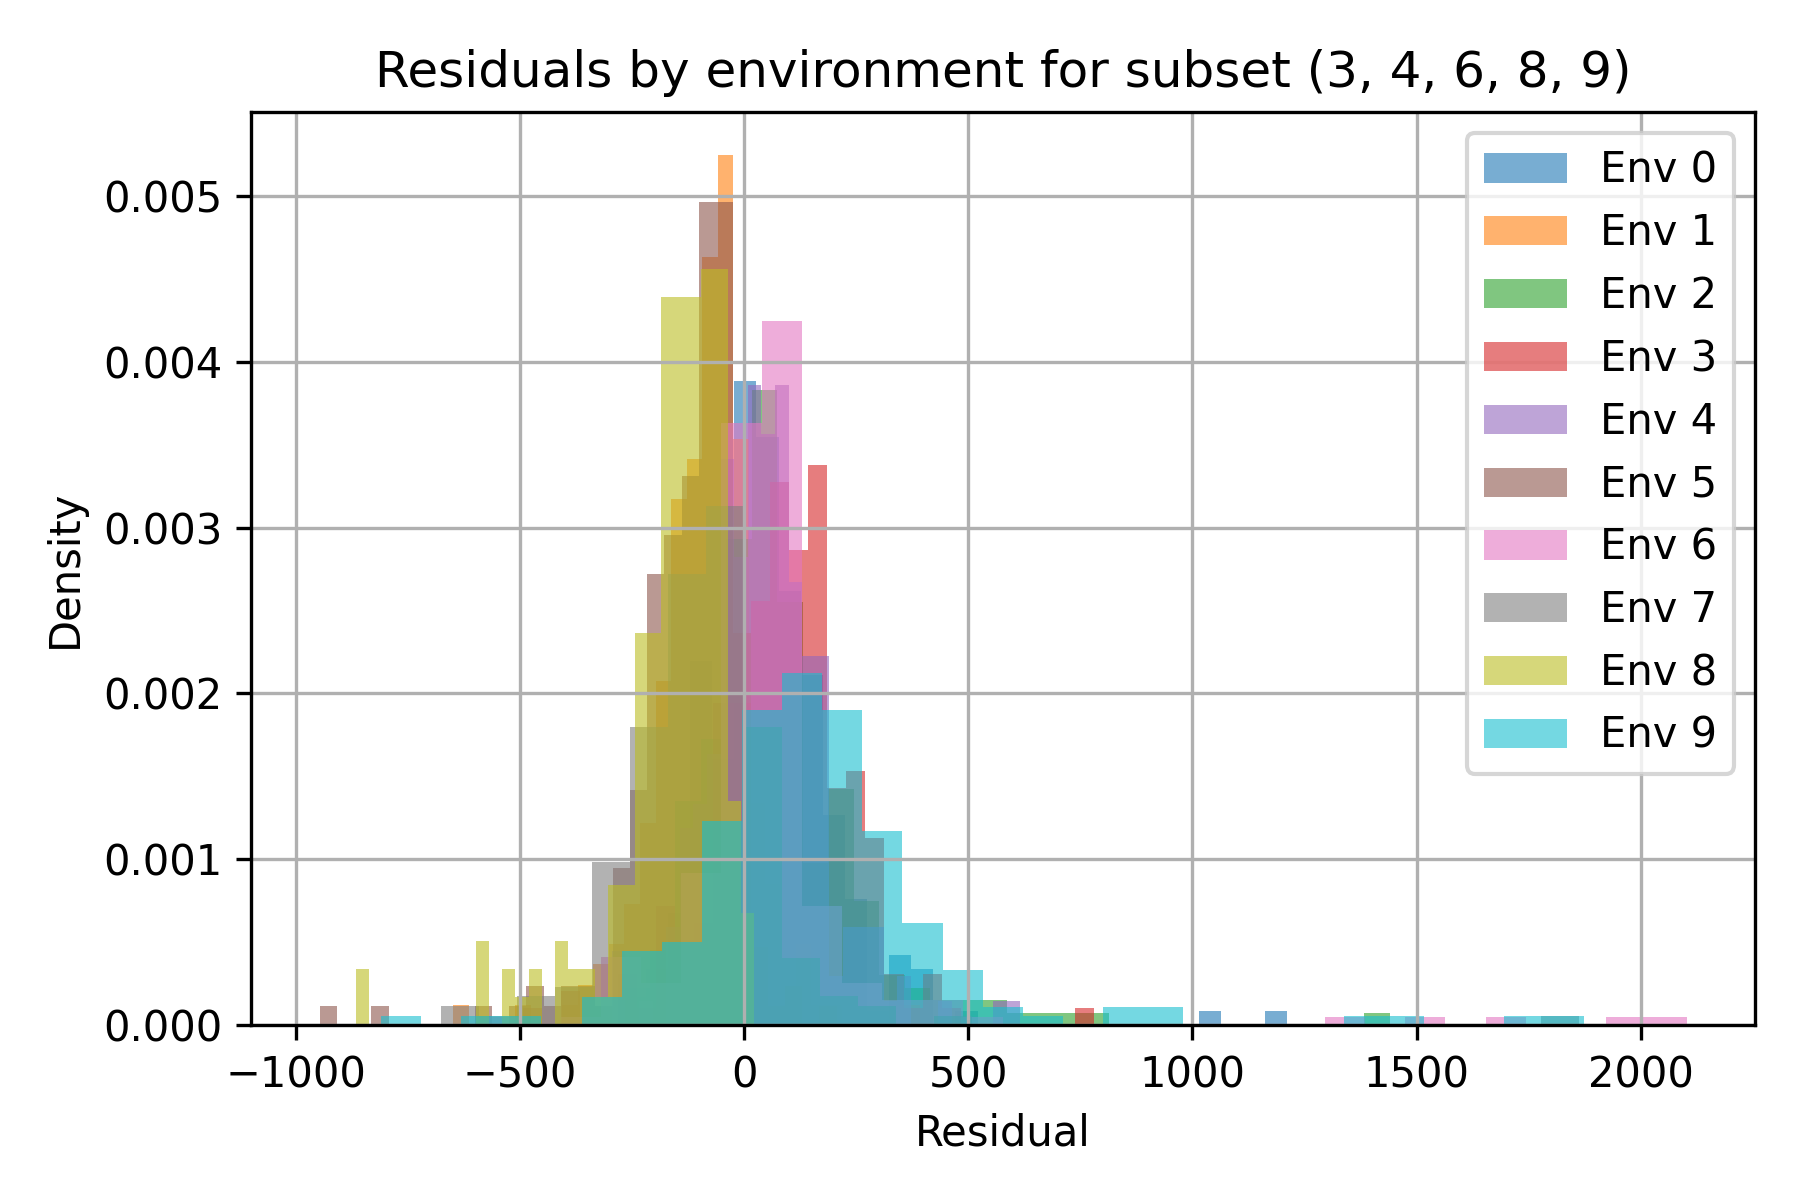 Residuals by environment for subset (3, 4, 6, 8, 9)
Density
0.005
0.004
0.003
0.002
0.001
0.000
−1000
−500
0
500
1000
1500
2000
Residual
Env 0
Env 1
Env 2
Env 3
Env 4
Env 5
Env 6
Env 7
Env 8
Env 9